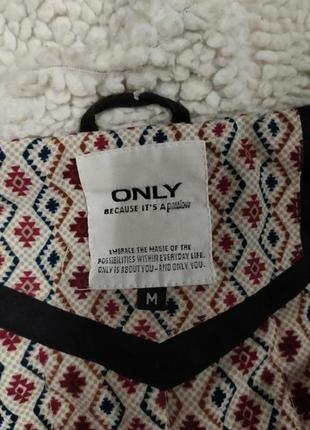 ONLY
BECAUSE IT'S A passion
EMBRACE THE MAGIC OF THE
POSSIBILITIES WITHIN EVERYDAY LIFE.
ONLY IS ABOUT YOU - AND ONLY YOU.
M